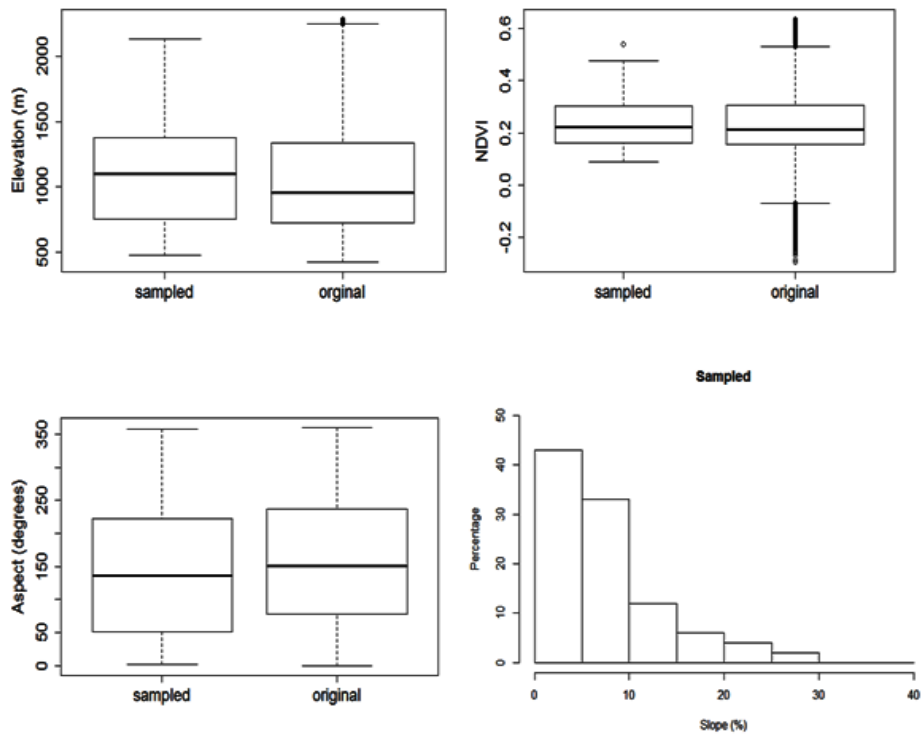 Elevation (m)
2000
1500
1000
500
sampled
orginal
NDVI
0.6
0.4
0.2
0.0
-0.2
sampled
original
Aspect (degrees)
350
250
150
50
0
sampled
original
Sampled
Percentage
50
40
30
20
10
0
0
10
20
30
40
Slope (%)